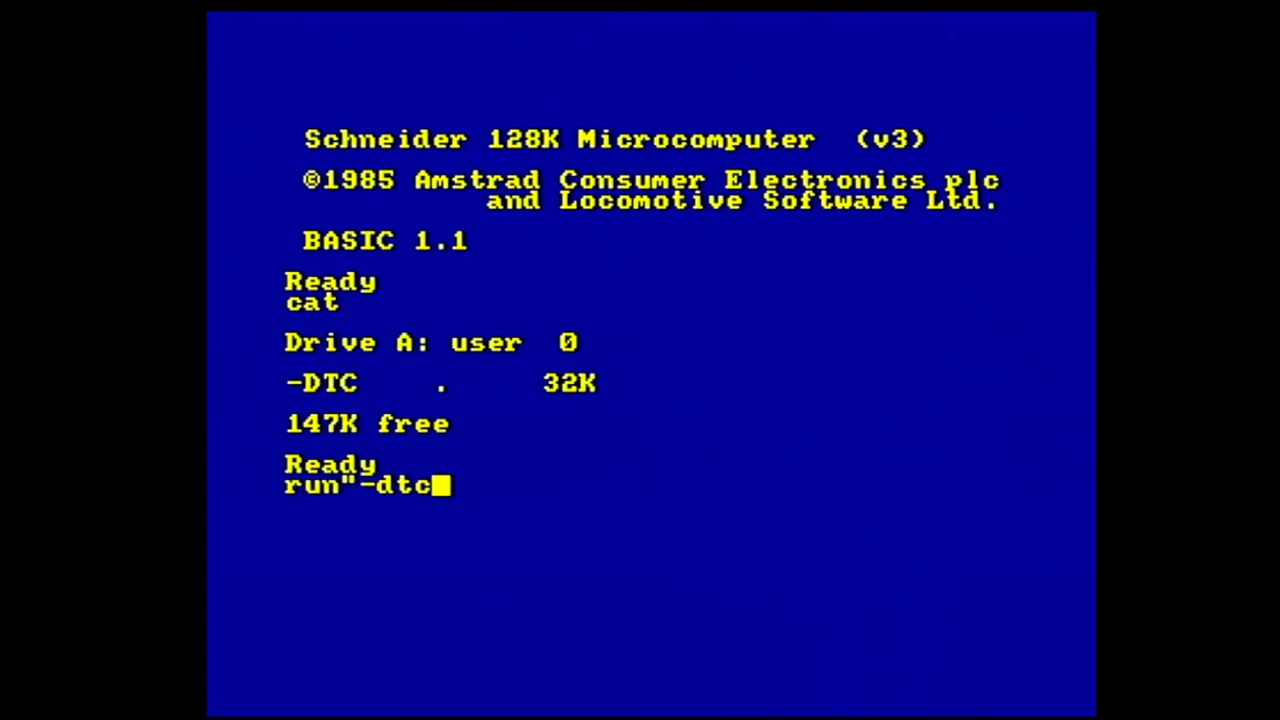 Schneider 128K Microcomputer (v3)
©1985 Amstrad Consumer Electronics plc
and Locomotive Software Ltd.
BASIC 1.1
Ready
cat
Drive A: user 0
-DTC . 32K
147K free
Ready
run"-dtc